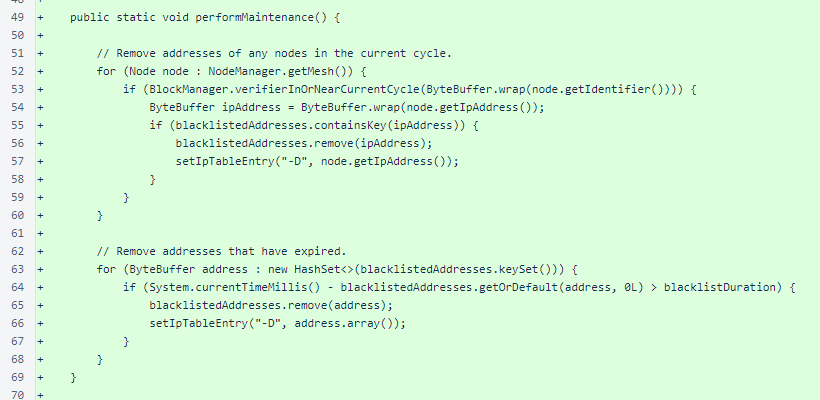 49 + public static void performMaintenance() {
50 +
51 + // Remove addresses of any nodes in the current cycle.
52 + for (Node node : NodeManager.getMesh()) {
53 + if (BlockManager.verifierInOrNearCurrentCycle(ByteBuffer.wrap(node.getIdentifier()))) {
54 + ByteBuffer ipAddress = ByteBuffer.wrap(node.getIpAddress());
55 + if (blacklistedAddresses.containsKey(ipAddress)) {
56 + blacklistedAddresses.remove(ipAddress);
57 + setIpTableEntry("-D", node.getIpAddress());
58 + }
59 + }
60 + }
61 +
62 + // Remove addresses that have expired.
63 + for (ByteBuffer address : new HashSet<>(blacklistedAddresses.keySet())) {
64 + if (System.currentTimeMillis() - blacklistedAddresses.getOrDefault(address, 0L) > blacklistDuration) {
65 + blacklistedAddresses.remove(address);
66 + setIpTableEntry("-D", address.array());
67 + }
68 + }
69 + }
70 +